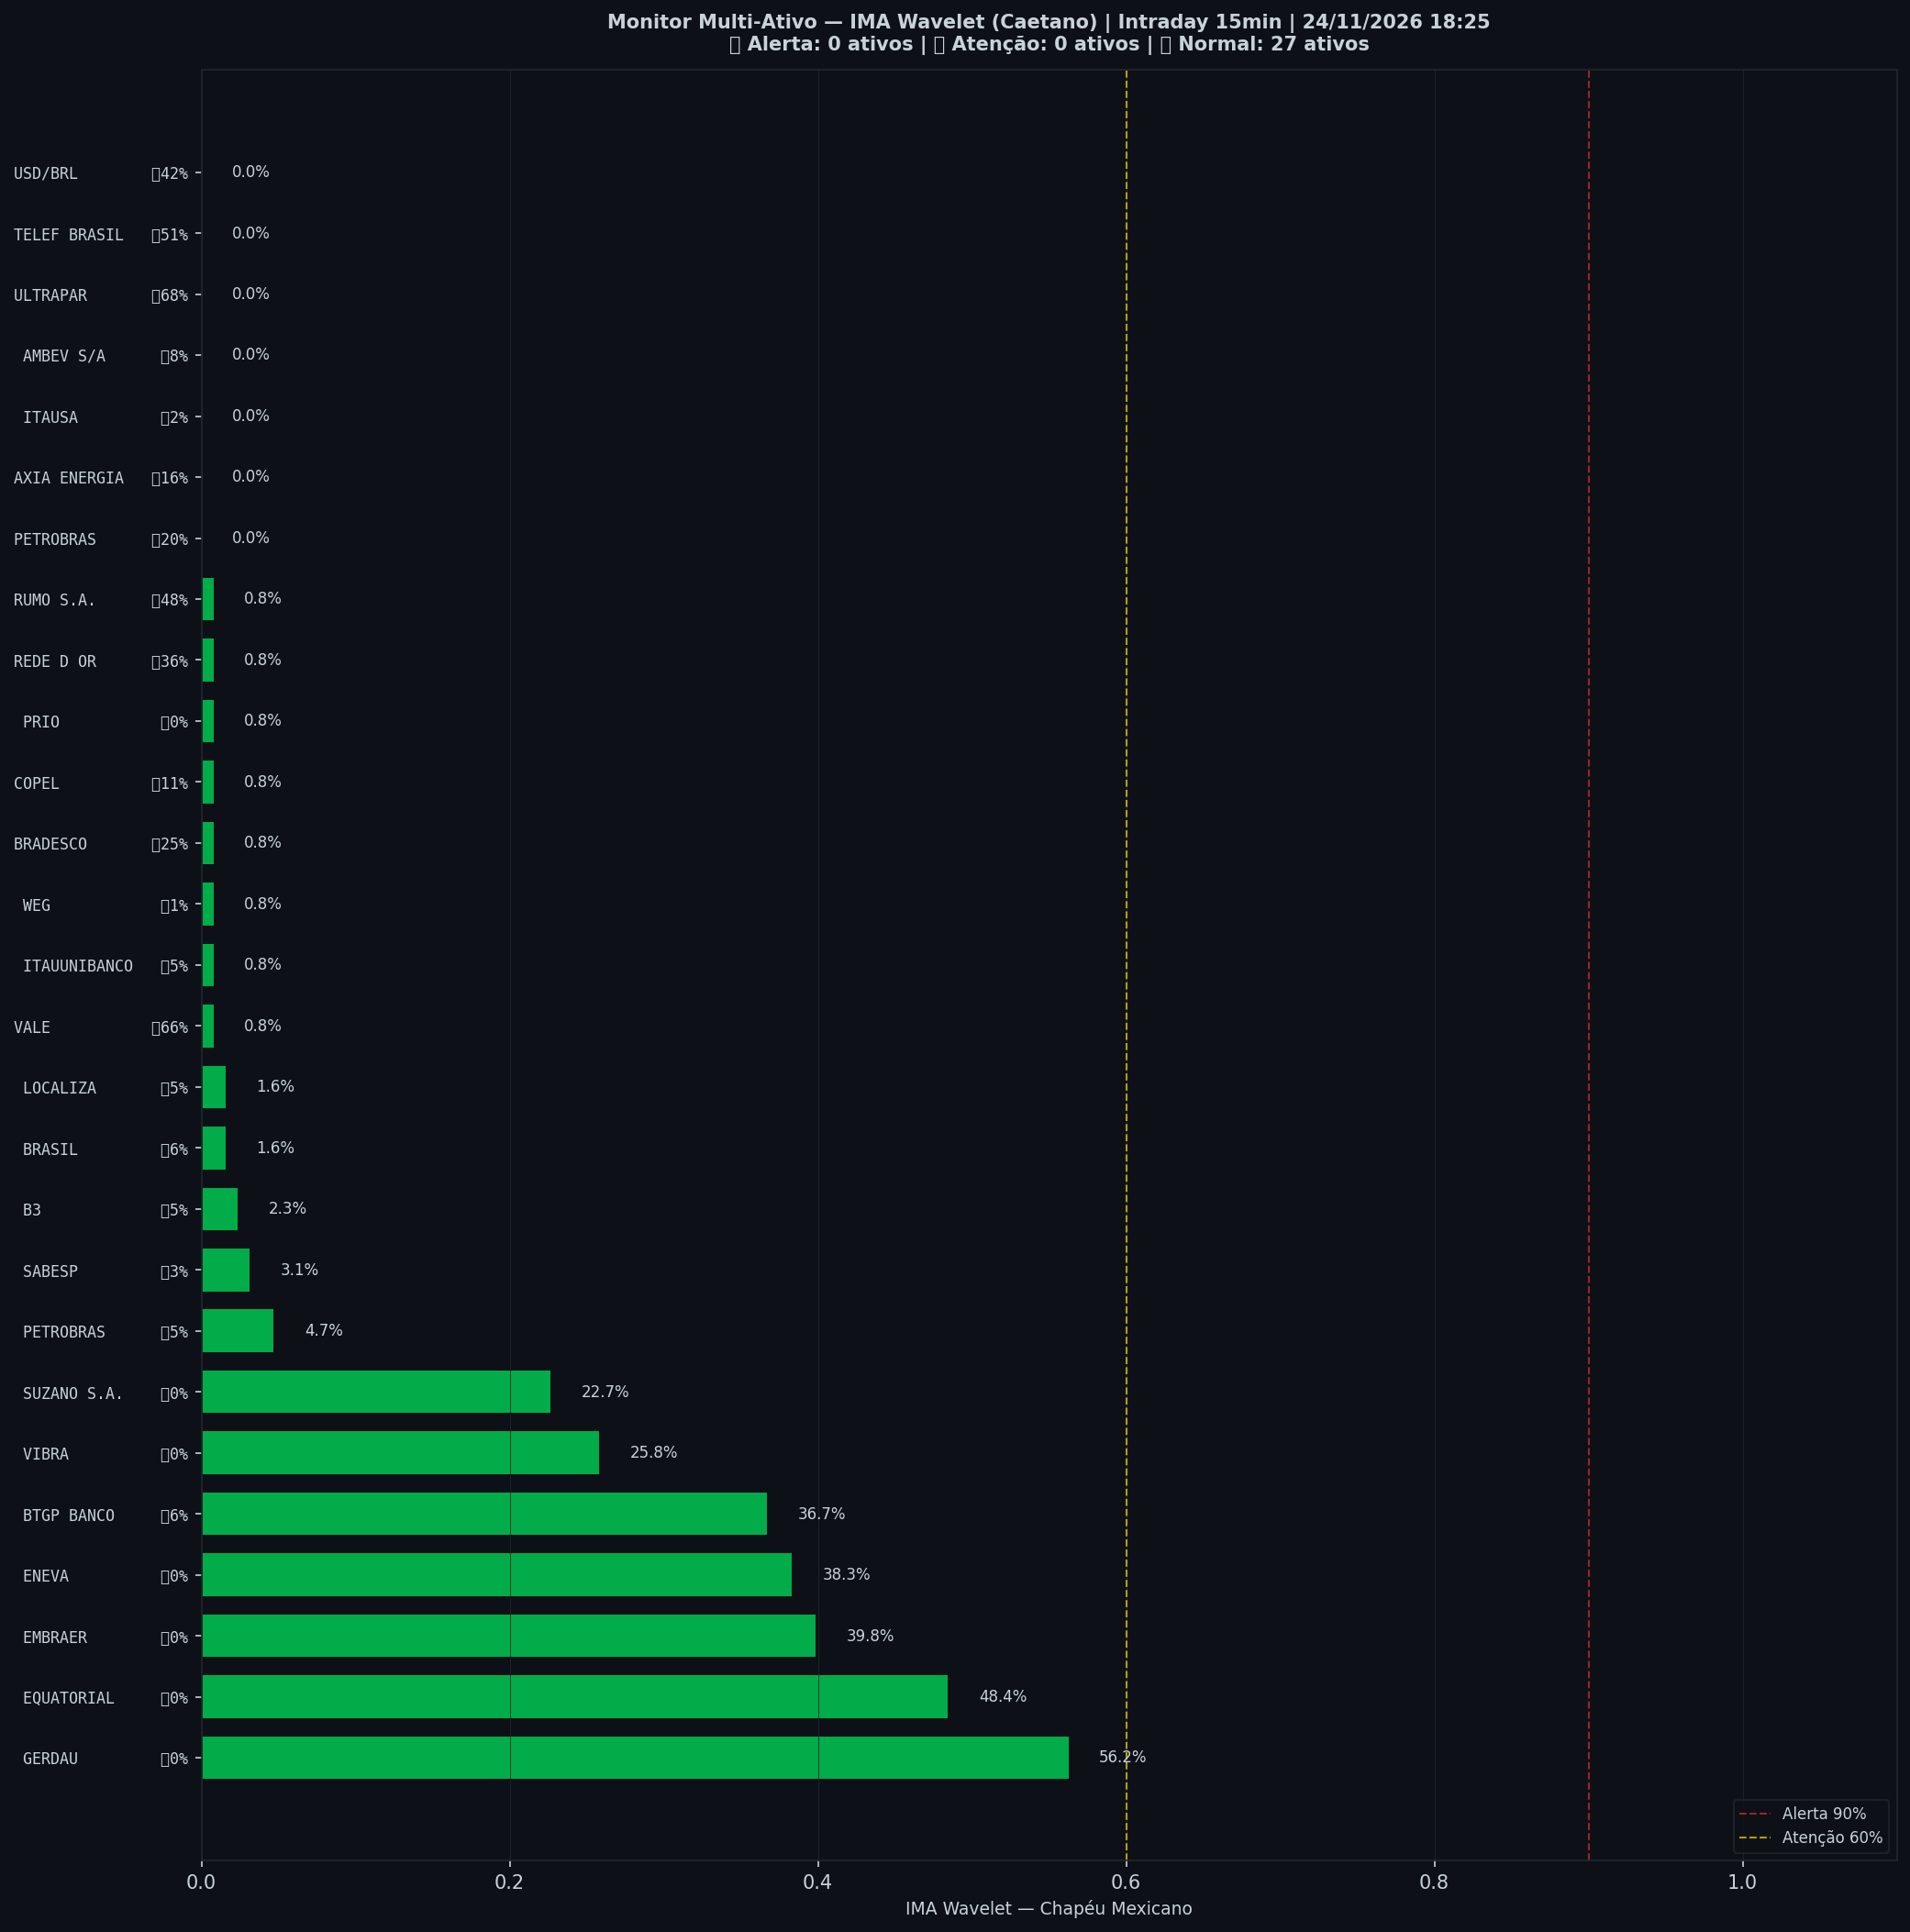 Monitor Multi-Ativo — IMA Wavelet (Caetano) | Intraday 15min | 24/11/2026 18:25
Alerta: 0 ativos | Atenção: 0 ativos | Normal: 27 ativos
USD/BRL 42% 0.0%
TELEF BRASIL 51% 0.0%
ULTRAPAR 68% 0.0%
AMBEV S/A 8% 0.0%
ITAUSA 2% 0.0%
AXIA ENERGIA 16% 0.0%
PETROBRAS 20% 0.0%
RUMO S.A. 48% 0.8%
REDE D OR 36% 0.8%
PRIO 0% 0.8%
COPEL 11% 0.8%
BRADESCO 25% 0.8%
WEG 1% 0.8%
ITAUUNIBANCO 5% 0.8%
VALE 66% 0.8%
LOCALIZA 5% 1.6%
BRASIL 6% 1.6%
B3 5% 2.3%
SABESP 3% 3.1%
PETROBRAS 5% 4.7%
SUZANO S.A. 0% 22.7%
VIBRA 0% 25.8%
BTGP BANCO 6% 36.7%
ENEVA 0% 38.3%
EMBRAER 0% 39.8%
EQUATORIAL 0% 48.4%
GERDAU 0% 56.2%
Alerta 90%
Atenção 60%
0.0 0.2 0.4 0.6 0.8 1.0
IMA Wavelet — Chapéu Mexicano